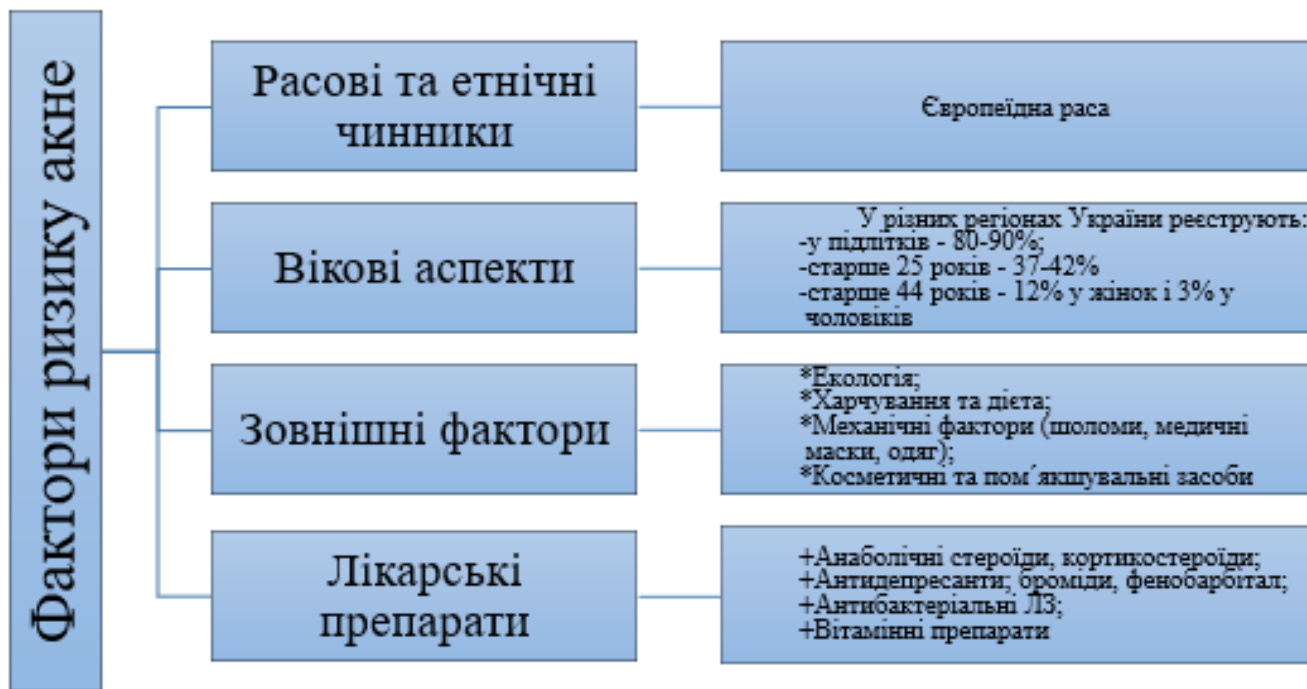 Фактори ризику акне
Расові та етнічні
чинники
Європеїдна раса
Вікові аспекти
У різних регіонах України реєструють:
-у підлітків - 80-90%;
-старше 25 років - 37-42%
-старше 44 років - 12% у жінок і 3% у
чоловіків
Зовнішні фактори
*Екологія;
*Харчування та дієта;
*Механічні фактори (шоломи, медичні
маски, одяг);
*Косметичні та пом´якшувальні засоби
Лікарські
препарати
+Анаболічні стероїди, кортикостероїди;
+Антидепресанти; броміди, фенобарбітал;
+Антибактеріальні ЛЗ;
+Вітамінні препарати